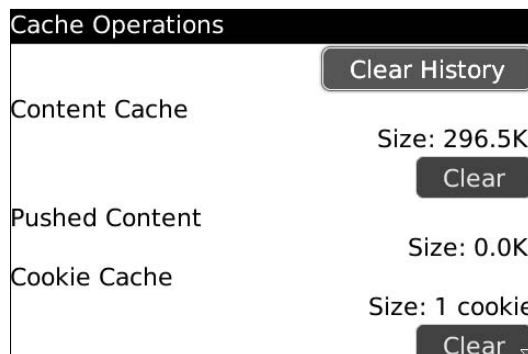 Cache Operations
Clear History
Content Cache
Size: 296.5K
Clear
Pushed Content
Size: 0.0K
Cookie Cache
Size: 1 cookie
Clear